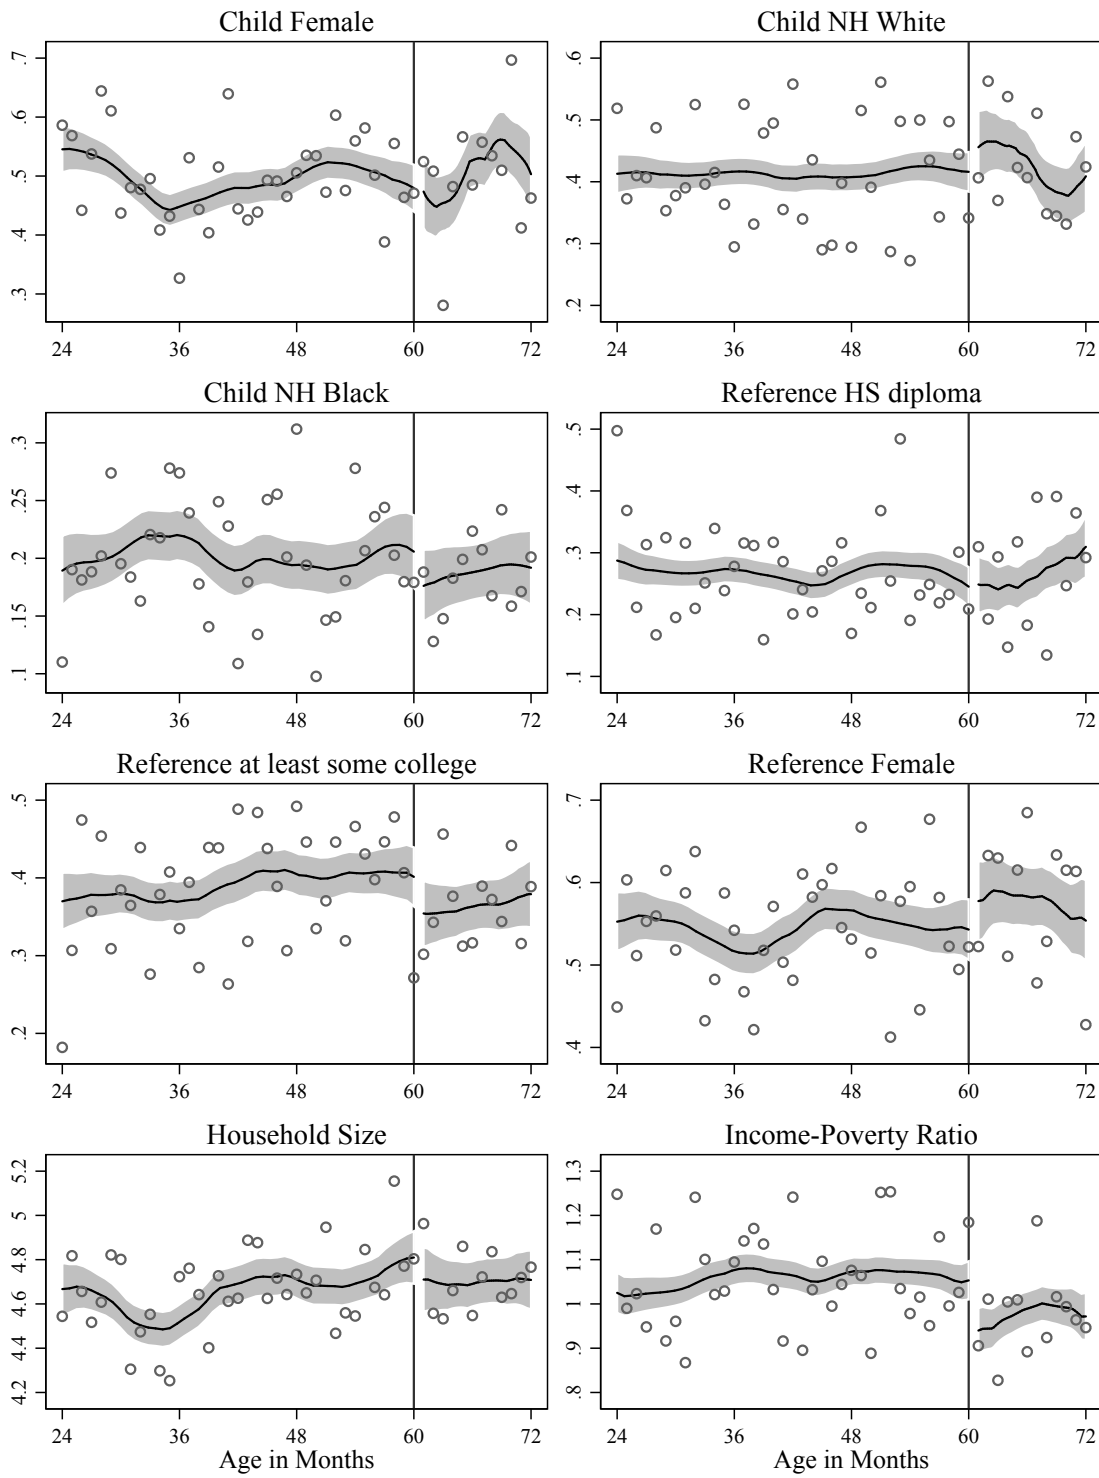 Child Female
Child NH White
.7
.6
.5
.4
.3
24 36 48 60 72
.6
.5
.4
.3
.2
24 36 48 60 72
Child NH Black
Reference HS diploma
.3
.25
.2
.15
.1
24 36 48 60 72
.5
.4
.3
.2
.1
24 36 48 60 72
Reference at least some college
Reference Female
.5
.4
.3
.2
24 36 48 60 72
.7
.6
.5
.4
24 36 48 60 72
Household Size
Income-Poverty Ratio
5.2
5
4.8
4.6
4.4
4.2
24 36 48 60 72
Age in Months
1.3
1.2
1.1
1
.9
.8
24 36 48 60 72
Age in Months